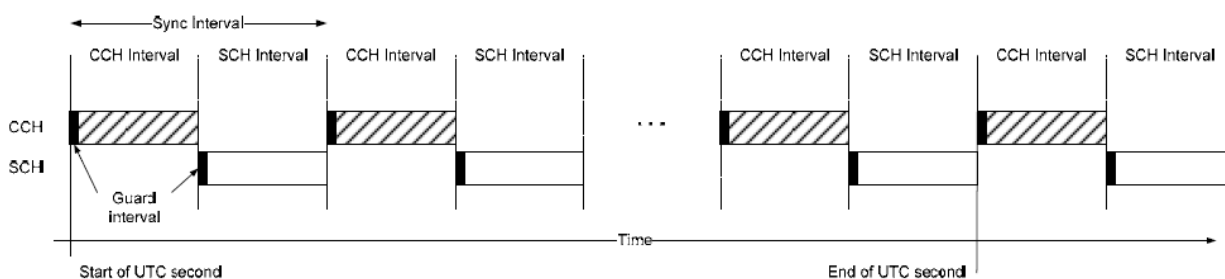 Sync Interval
CCH Interval SCH Interval CCH Interval SCH Interval CCH Interval SCH Interval CCH Interval SCH Interval
CCH
...
SCH
Guard
interval
Time
Start of UTC second End of UTC second